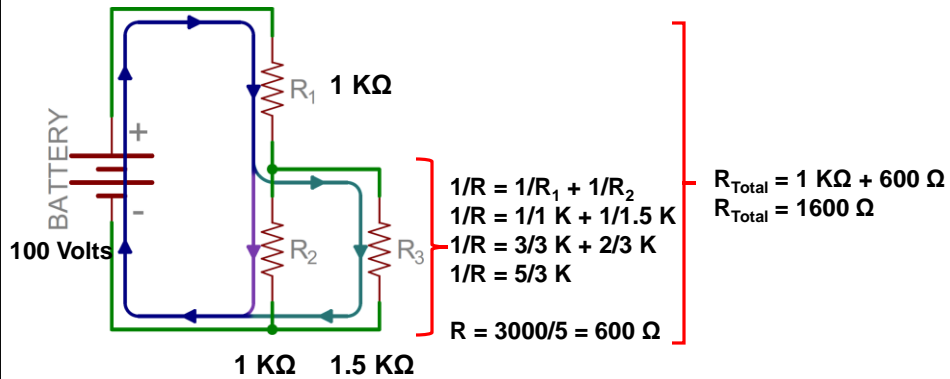 BATTERY
+
-
100 Volts
R₁ 1 KΩ
R₂
R₃
1 KΩ 1.5 KΩ
1/R = 1/R₁ + 1/R₂
1/R = 1/1 K + 1/1.5 K
1/R = 3/3 K + 2/3 K
1/R = 5/3 K
R = 3000/5 = 600 Ω
R_Total = 1 KΩ + 600 Ω
R_Total = 1600 Ω